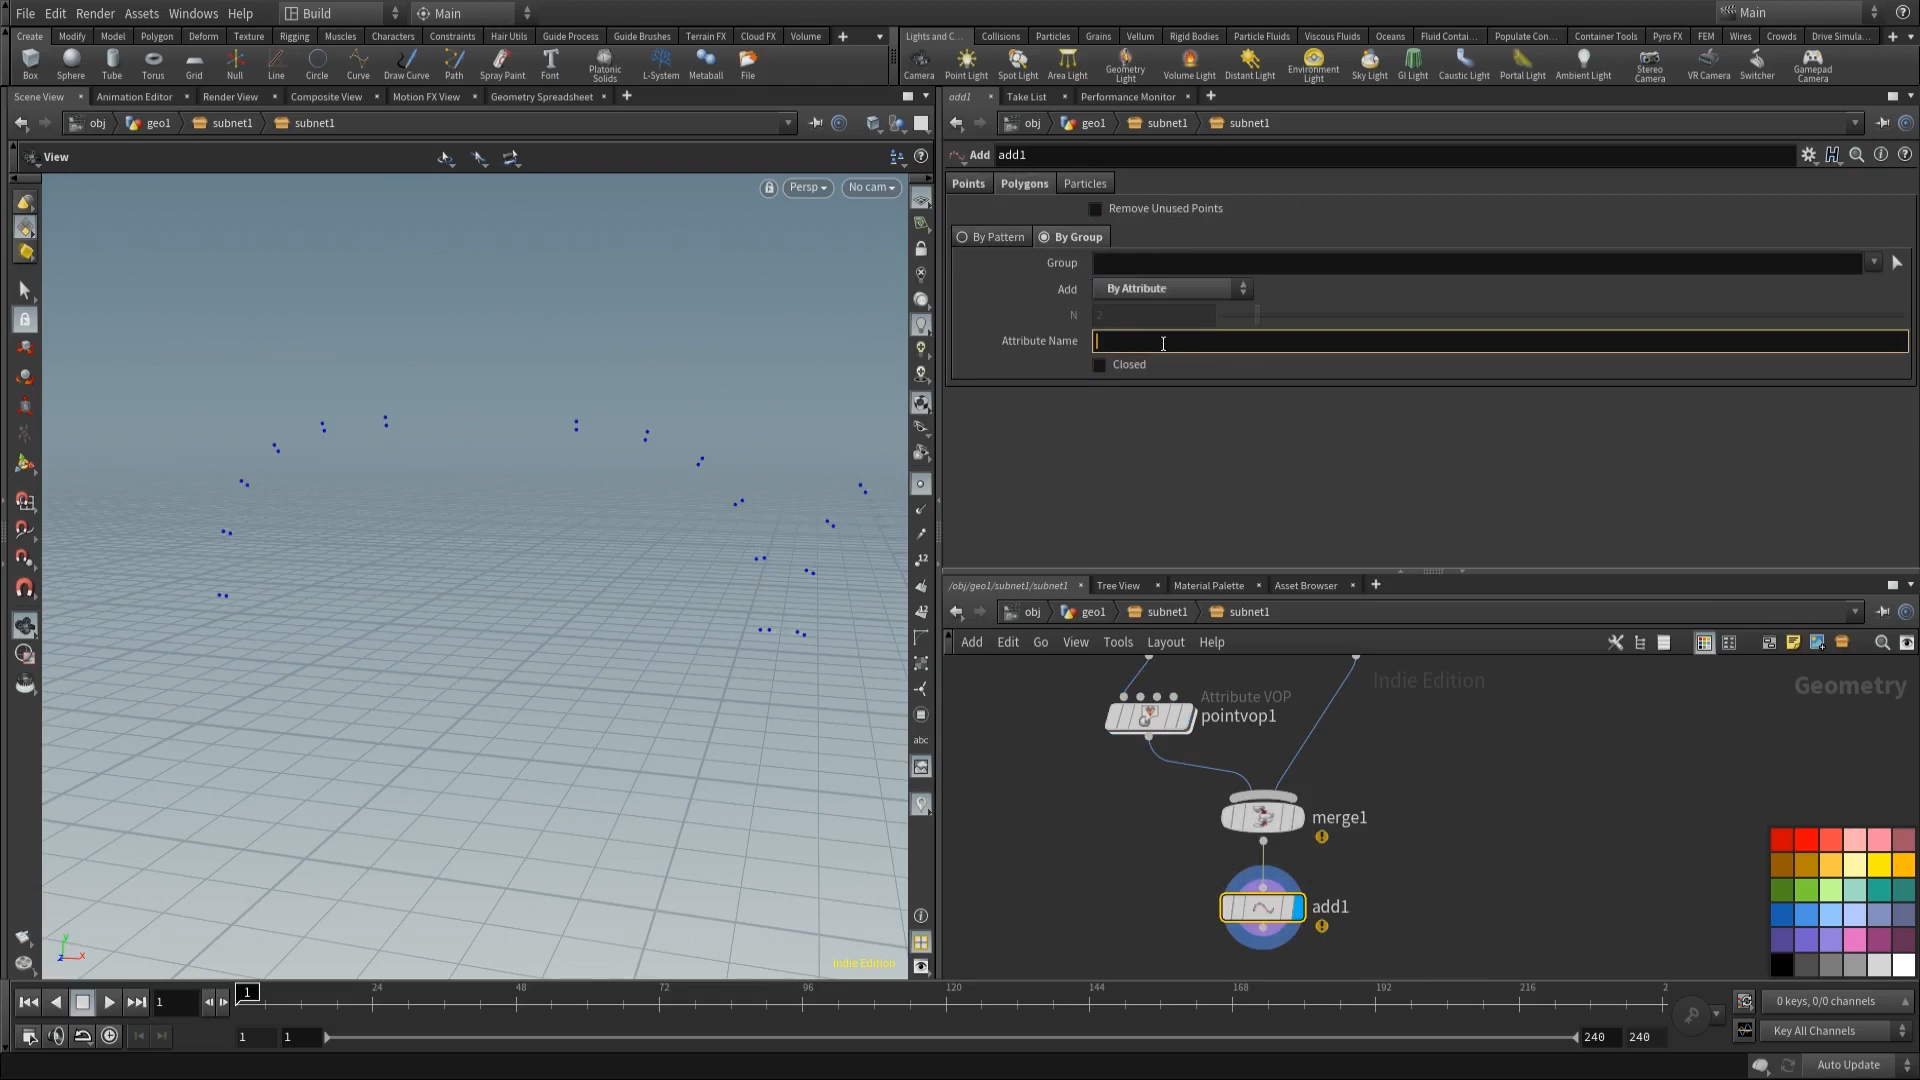 File Edit Render Assets Windows Help Build Main Main
Create Modify Model Polygon Deform Texture Rigging Muscles Characters Constraints Hair Utils Guide Process Guide Brushes Terrain FX Cloud FX Volume
Lights and C... Collisions Particles Grains Vellum Rigid Bodies Particle Fluids Viscous Fluids Oceans Fluid Contai... Populate Con... Container Tools Pyro FX FEM Wires Crowds Drive Simula...
Box Sphere Tube Torus Grid Null Line Circle Curve Draw Curve Path Spray Paint Font Platonic Solids L-System Metaball File
Camera Point Light Spot Light Area Light Geometry Light Volume Light Distant Light Environment Light Sky Light GI Light Caustic Light Portal Light Ambient Light Stereo Camera VR Camera Switcher Gamepad Camera
Scene View Animation Editor Render View Composite View Motion FX View Geometry Spreadsheet
add1 Take List Performance Monitor
obj geo1 subnet1 subnet1
obj geo1 subnet1 subnet1
View
Add add1
Persp No cam
Points Polygons Particles
Remove Unused Points
By Pattern By Group
Group
Add By Attribute
N 2
Attribute Name
Closed
/obj/geo1/subnet1/subnet1 Tree View Material Palette Asset Browser
obj geo1 subnet1 subnet1
Add Edit Go View Tools Layout Help
Indie Edition
Geometry
Attribute VOP
pointvop1
merge1
add1
12
12
abc
y
x
z
Indie Edition
1 1 24 48 72 96 120 144 168 192 216 2
0 keys, 0/0 channels
1 1 240 240
Key All Channels
Auto Update